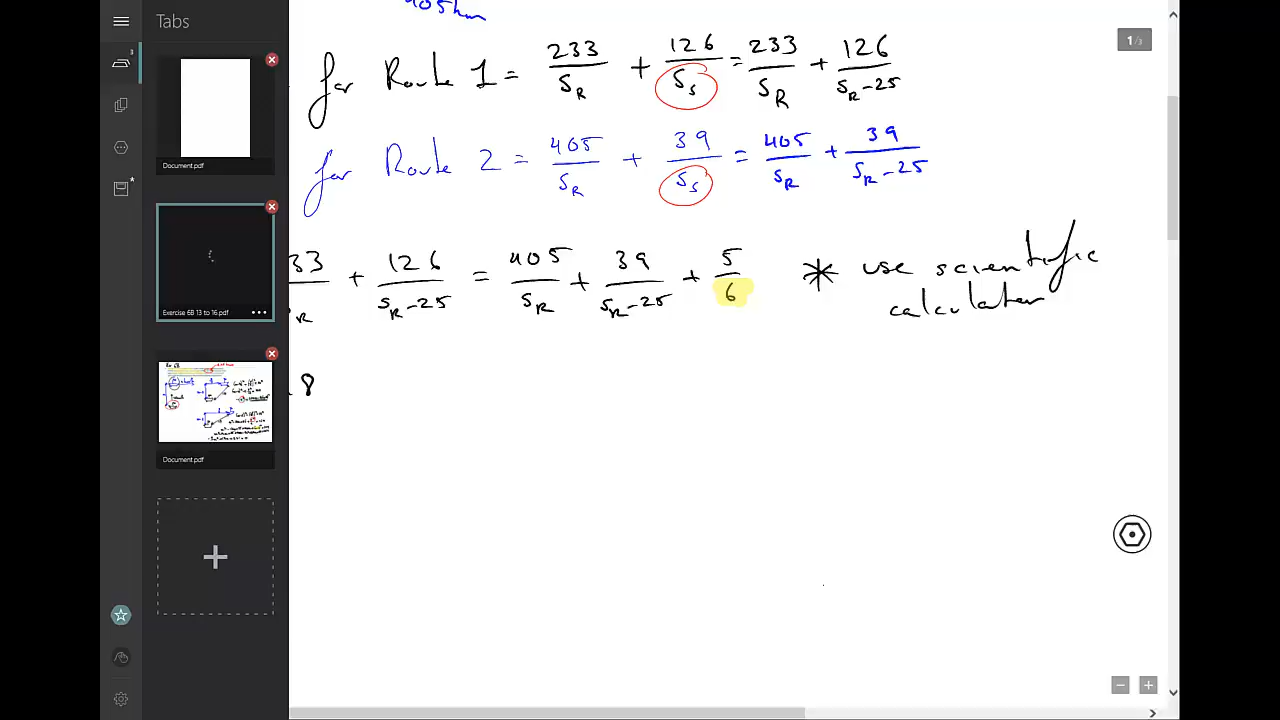 Tabs
Document.pdf
Exercise 6B 13 to 16.pdf
Document.pdf
1/3
405km
for Route 1 = 233/S_R + 126/S_s = 233/S_R + 126/(S_R-25)
for Route 2 = 405/S_R + 39/S_s = 405/S_R + 39/(S_R-25)
33/R + 126/(S_R-25) = 405/S_R + 39/(S_R-25) + 5/6
* use scientific
calculator
.8